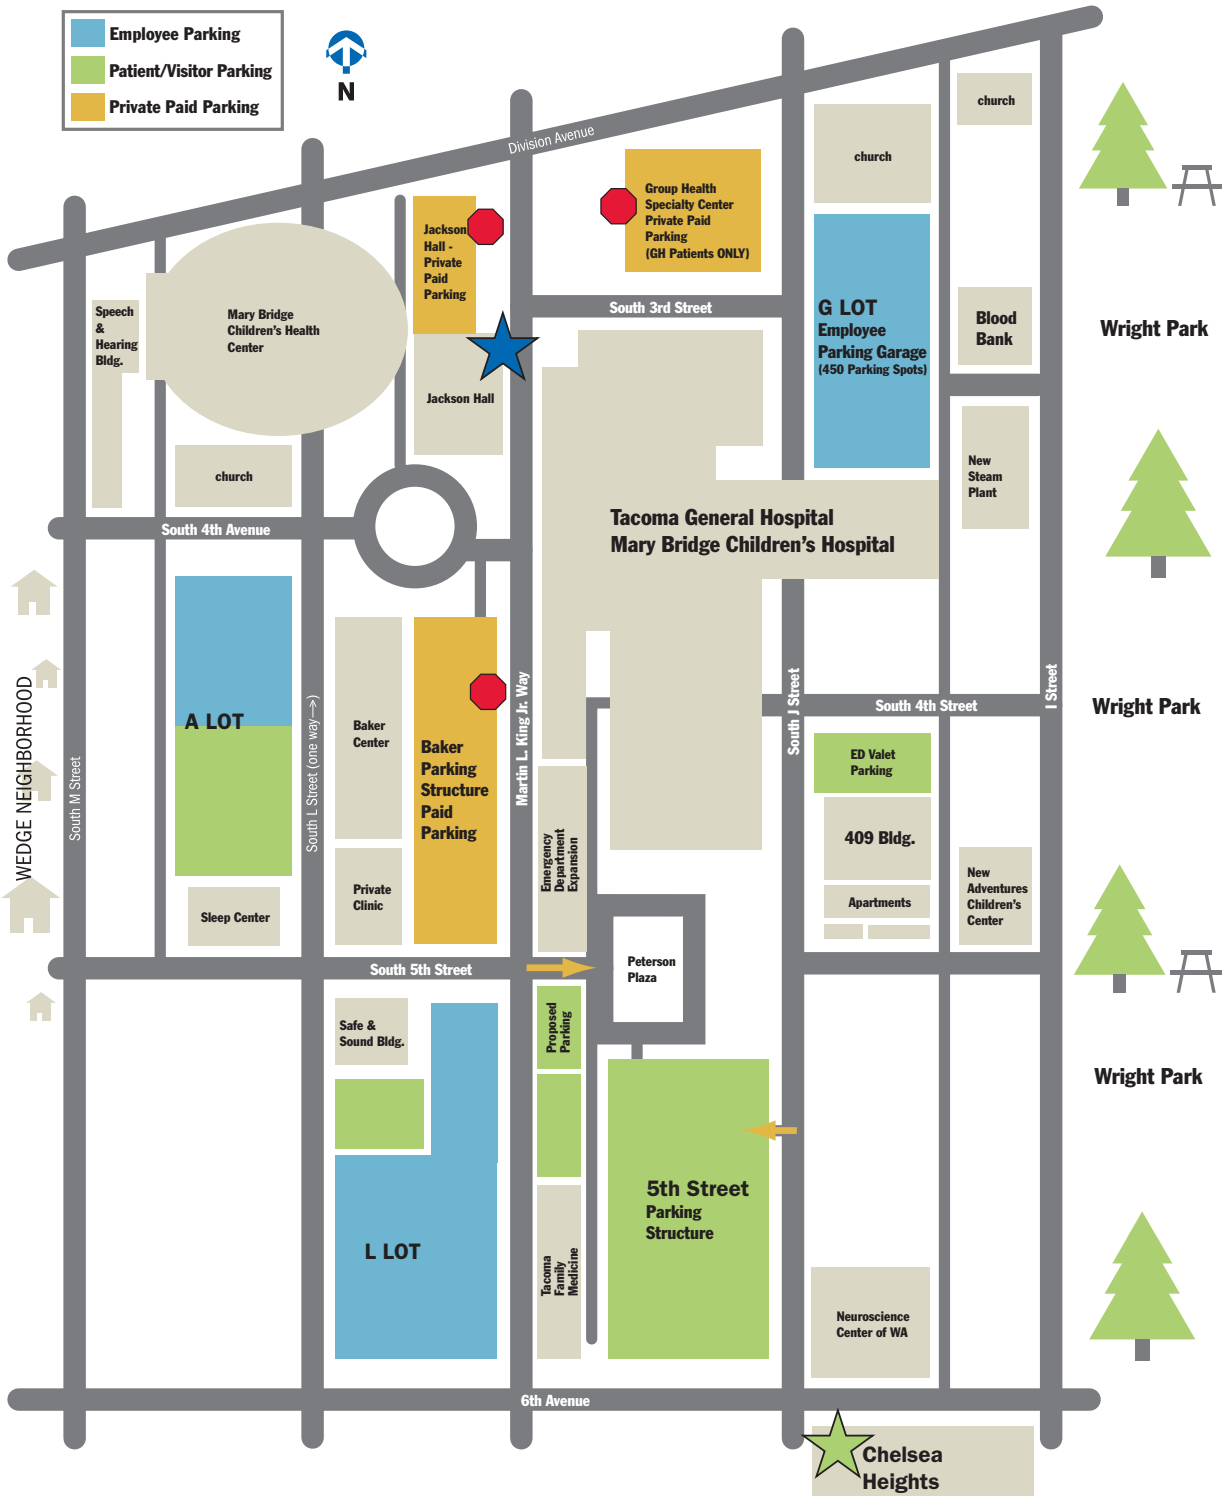 Employee Parking
Patient/Visitor Parking
Private Paid Parking
N
Division Avenue
church
church
Group Health
Specialty Center
Private Paid
Parking
(GH Patients ONLY)
Jackson
Hall -
Private
Paid
Parking
South 3rd Street
G LOT
Employee
Parking Garage
(450 Parking Spots)
Blood
Bank
Wright Park
Speech
&
Hearing
Bldg.
Mary Bridge
Children's Health
Center
Jackson Hall
church
New
Steam
Plant
Tacoma General Hospital
Mary Bridge Children's Hospital
South 4th Avenue
WEDGE NEIGHBORHOOD
South M Street
A LOT
South L Street (one way—>)
Baker
Center
Baker
Parking
Structure
Paid
Parking
Martin L. King Jr. Way
South J Street
South 4th Street
I Street
Wright Park
ED Valet
Parking
409 Bldg.
Emergency
Department
Expansion
Apartments
New
Adventures
Children's
Center
Private
Clinic
Sleep Center
South 5th Street
Peterson
Plaza
Safe &
Sound Bldg.
Proposed
Parking
Wright Park
5th Street
Parking
Structure
L LOT
Tacoma
Family
Medicine
Neuroscience
Center of WA
6th Avenue
Chelsea
Heights